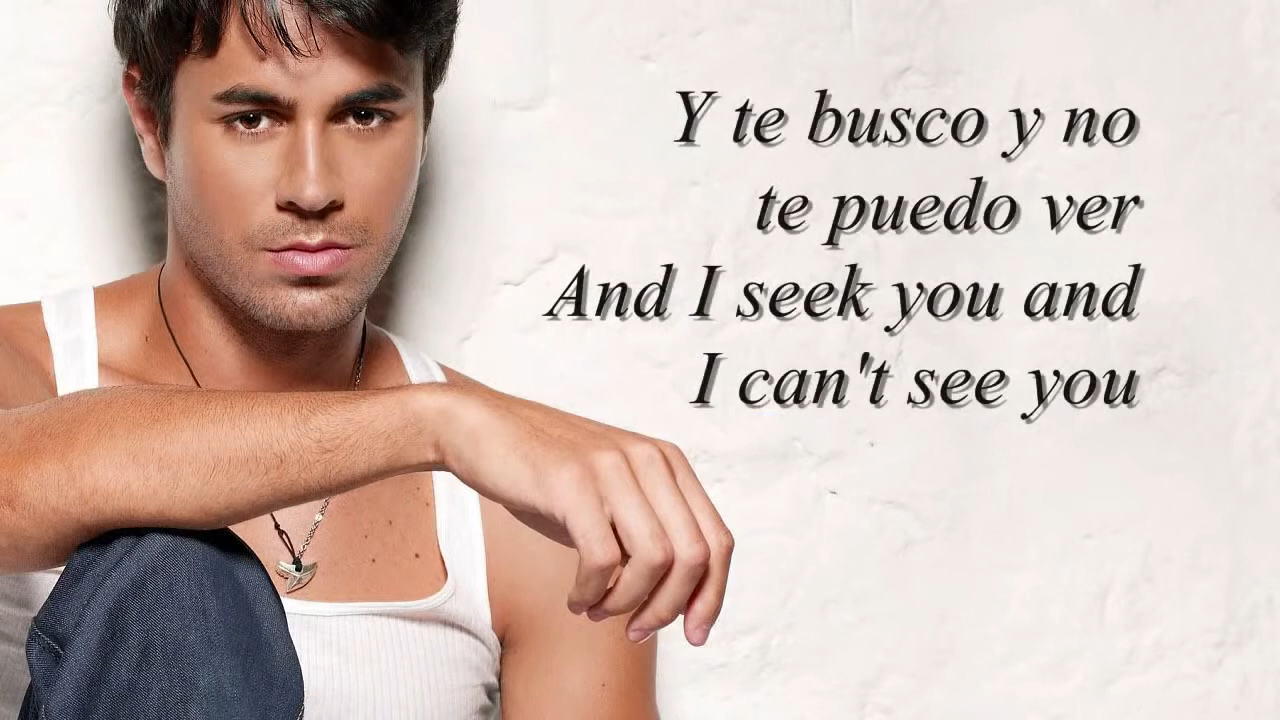 Y te busco y no
te puedo ver
And I seek you and
I can't see you